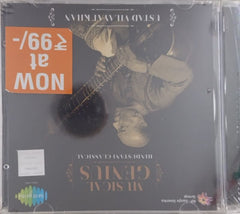 MUSICAL
GENIUS
HINDUSTANI CLASSICAL
USTAD VILAYAT KHAN
NOW
at
₹99/-